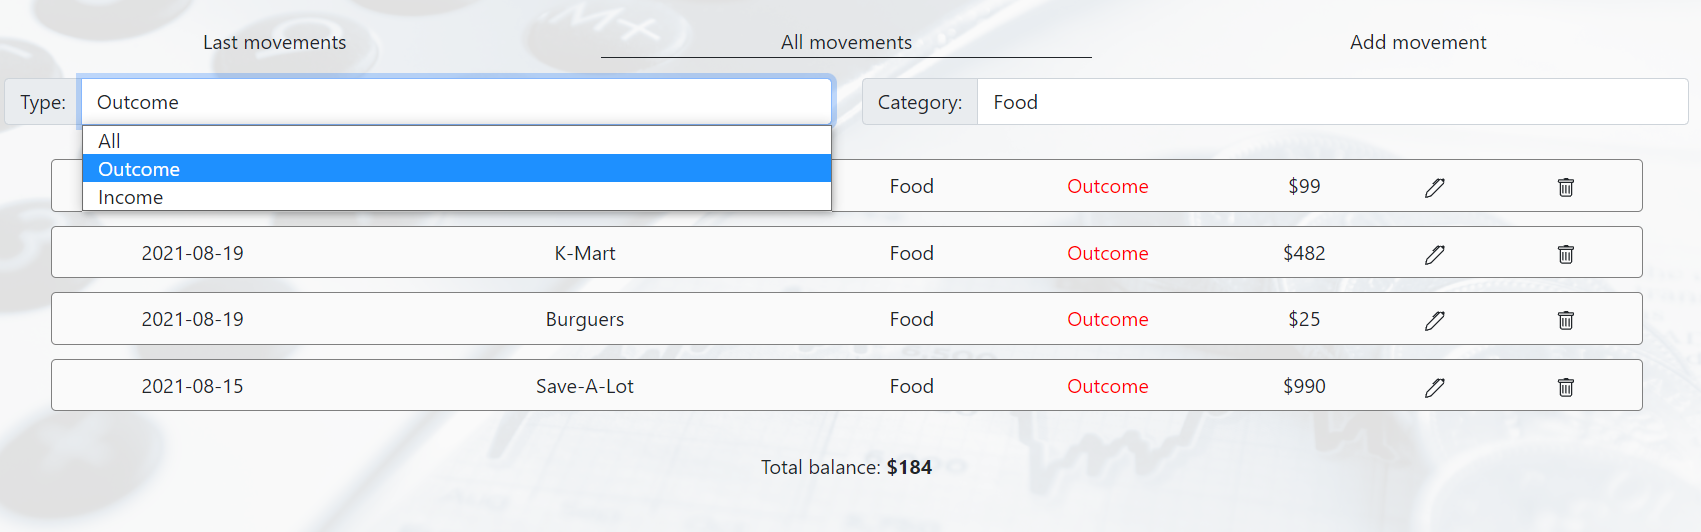 Last movements All movements Add movement
Type: Outcome Category: Food
All
Outcome
Income
Food Outcome $99
2021-08-19 K-Mart Food Outcome $482
2021-08-19 Burguers Food Outcome $25
2021-08-15 Save-A-Lot Food Outcome $990
Total balance: $184